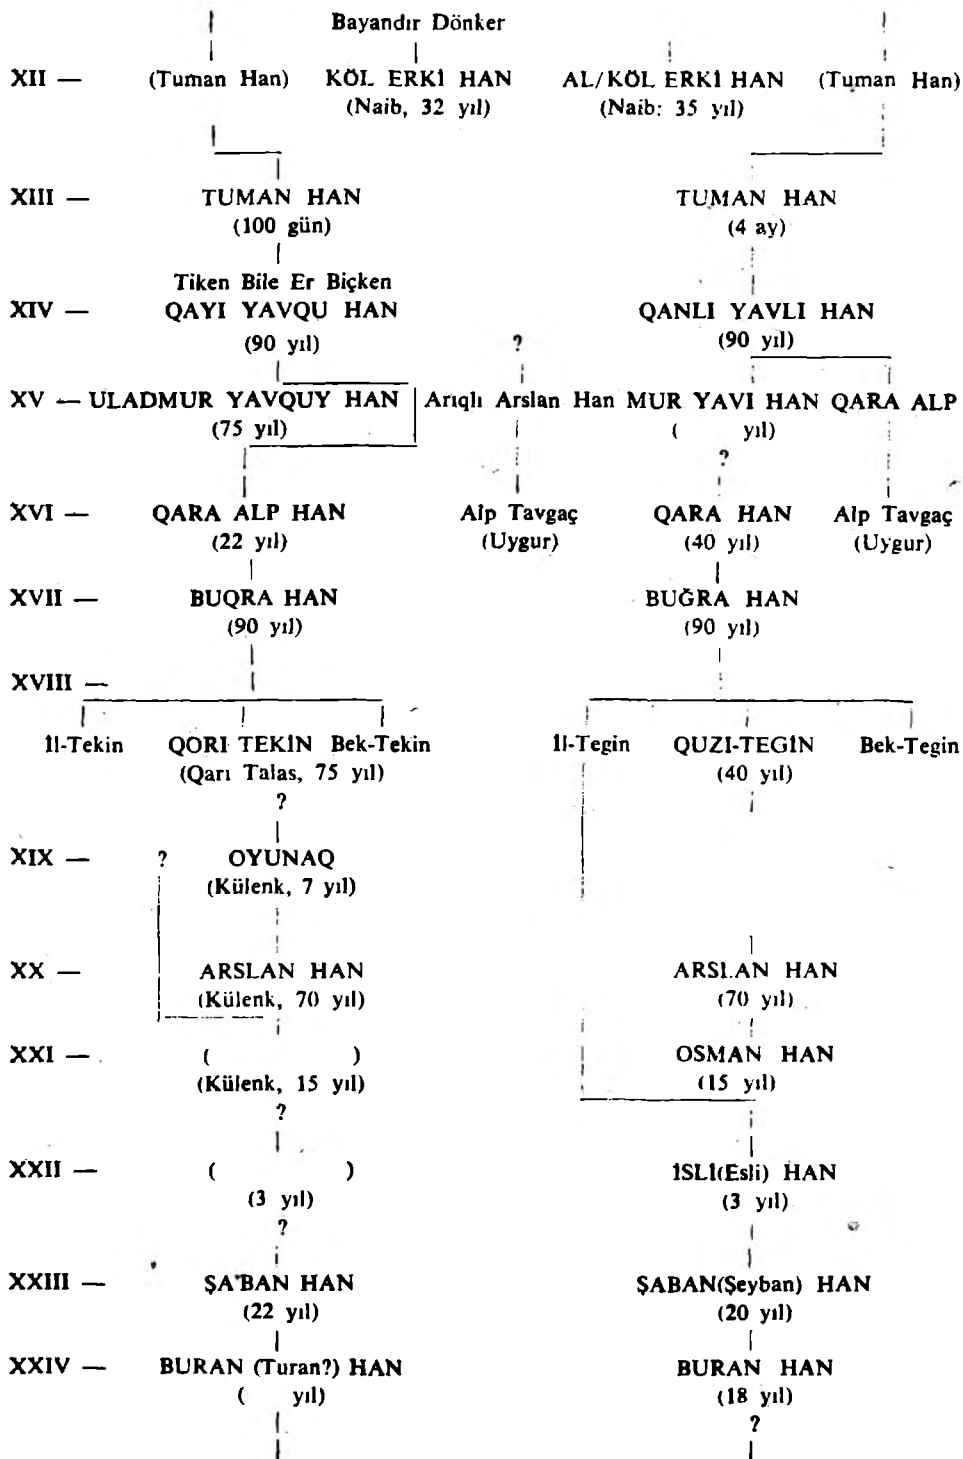 Bayandır Dönker
XII — (Tuman Han) KÖL ERKİ HAN AL/KÖL ERKİ HAN (Tuman Han)
(Naib, 32 yıl) (Naib: 35 yıl)
XIII — TUMAN HAN TUMAN HAN
(100 gün) (4 ay)
Tiken Bile Er Biçken
XIV — QAYI YAVQU HAN QANLI YAVLI HAN
(90 yıl) ? (90 yıl)
XV — ULADMUR YAVQUY HAN Arıqlı Arslan Han MUR YAVI HAN QARA ALP
(75 yıl) ( yıl)
?
XVI — QARA ALP HAN Alp Tavgaç QARA HAN Alp Tavgaç
(22 yıl) (Uygur) (40 yıl) (Uygur)
XVII — BUQRA HAN BUĞRA HAN
(90 yıl) (90 yıl)
XVIII —
İl-Tekin QORI TEKİN Bek-Tekin İl-Tegin QUZI-TEGİN Bek-Tegin
(Qarı Talas, 75 yıl) (40 yıl)
?
XIX — ? OYUNAQ
(Külenk, 7 yıl)
XX — ARSLAN HAN ARSLAN HAN
(Külenk, 70 yıl) (70 yıl)
XXI — ( ) OSMAN HAN
(Külenk, 15 yıl) (15 yıl)
?
XXII — ( ) İSLİ(Esli) HAN
(3 yıl) (3 yıl)
?
XXIII — ŞA'BAN HAN ŞABAN(Şeyban) HAN
(22 yıl) (20 yıl)
XXIV — BURAN (Turan?) HAN BURAN HAN
( yıl) (18 yıl)
?